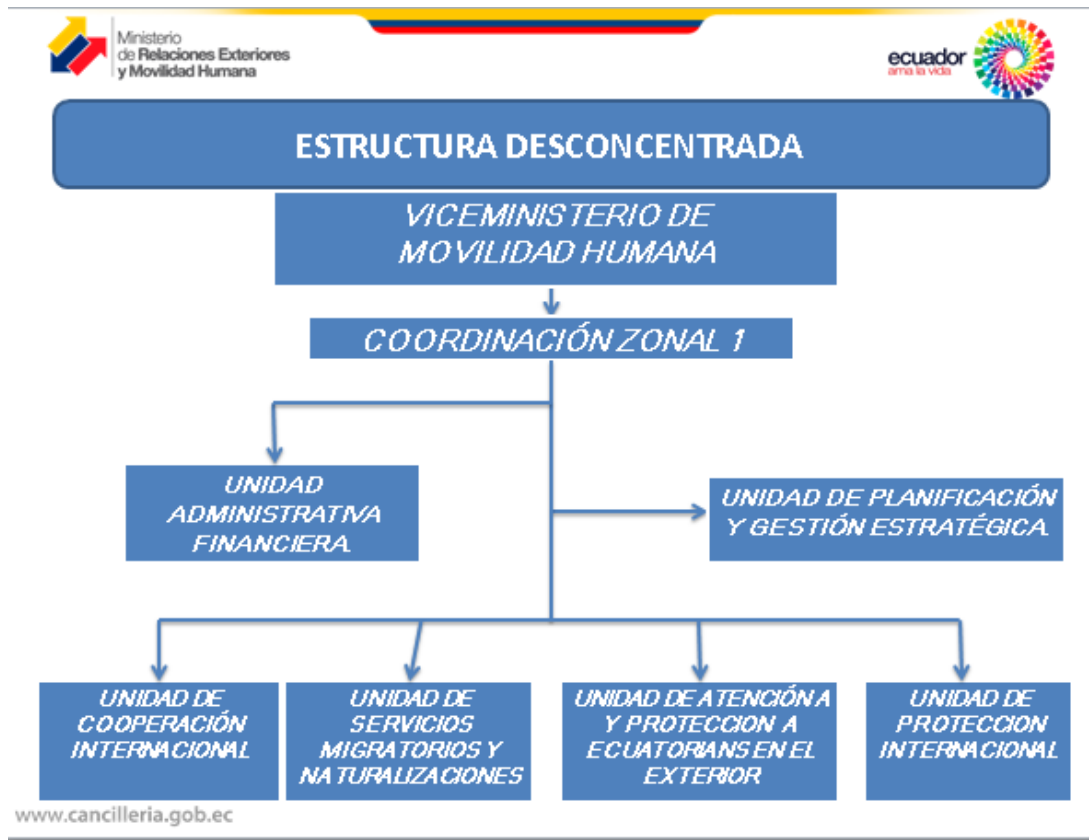 Ministerio
de Relaciones Exteriores
y Movilidad Humana
ecuador
ama la vida
ESTRUCTURA DESCONCENTRADA
VICEMINISTERIO DE
MOVILIDAD HUMANA
COORDINACIÓN ZONAL 1
UNIDAD
ADMINISTRATIVA
FINANCIERA
UNIDAD DE PLANIFICACIÓN
Y GESTIÓN ESTRATÉGICA
UNIDAD DE
COOPERACIÓN
INTERNACIONAL
UNIDAD DE
SERVICIOS
MIGRATORIOS Y
NATURALIZACIONES
UNIDAD DE ATENCIÓN A
Y PROTECCION A
ECUATORIANS EN EL
EXTERIOR
UNIDAD DE
PROTECCION
INTERNACIONAL
www.cancilleria.gob.ec